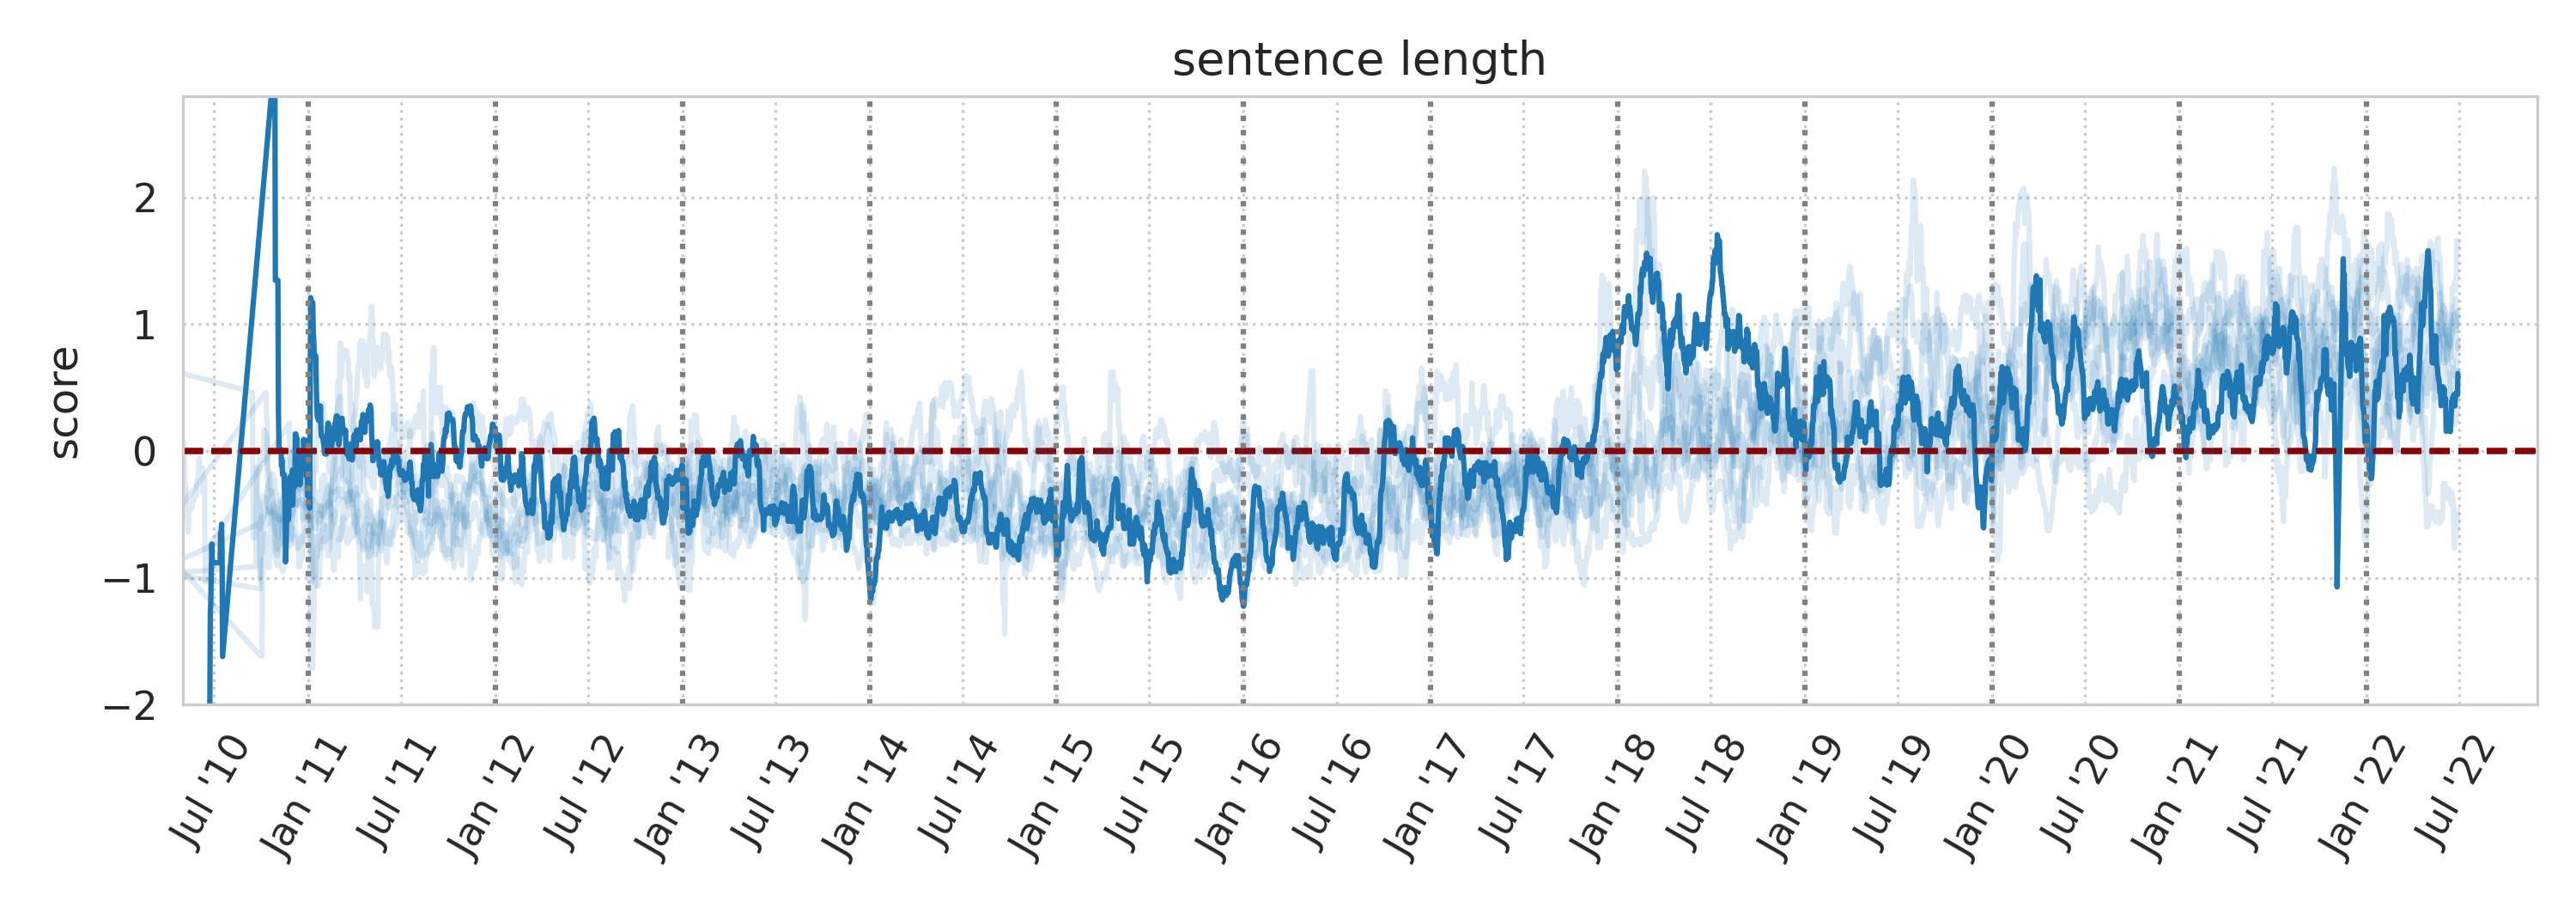 sentence length
score
2
1
0
−1
−2
Jul '10
Jan '11
Jul '11
Jan '12
Jul '12
Jan '13
Jul '13
Jan '14
Jul '14
Jan '15
Jul '15
Jan '16
Jul '16
Jan '17
Jul '17
Jan '18
Jul '18
Jan '19
Jul '19
Jan '20
Jul '20
Jan '21
Jul '21
Jan '22
Jul '22